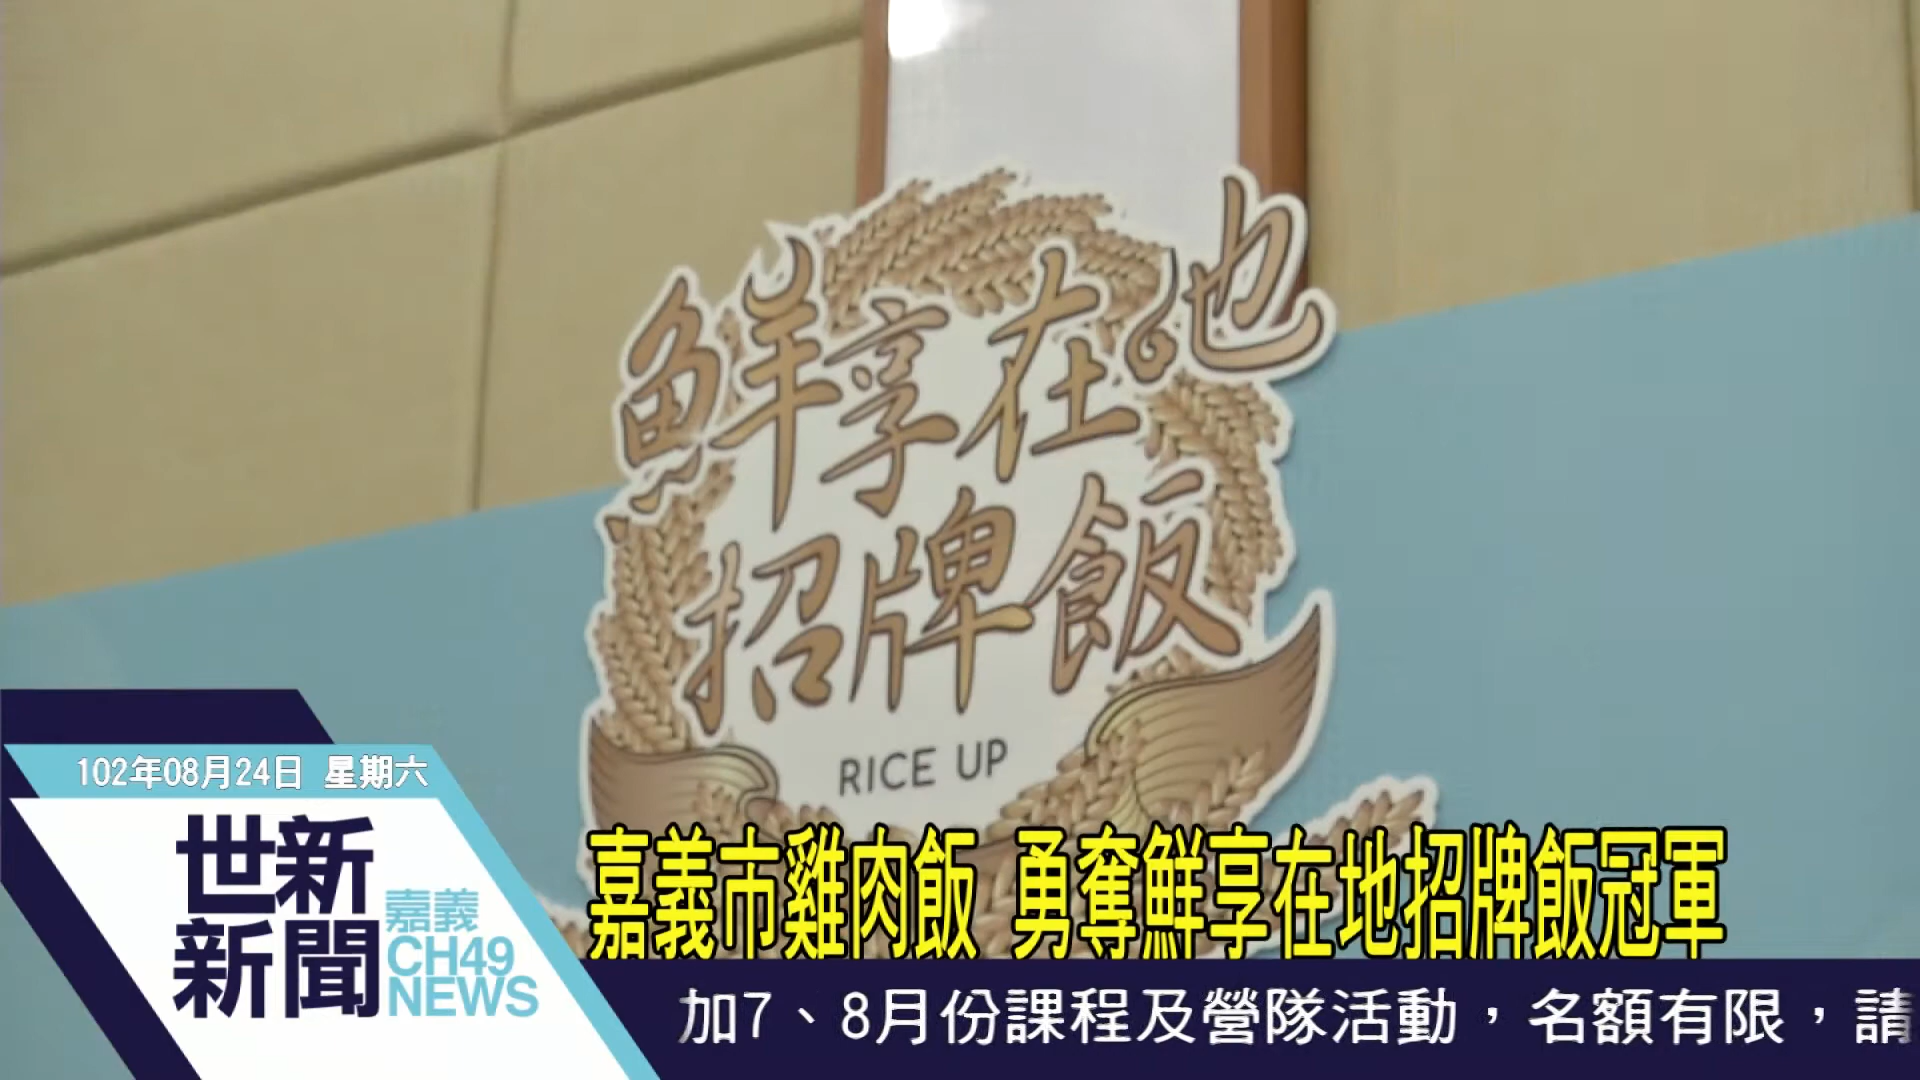 鮮享在地
招牌飯
RICE UP
102年08月24日 星期六
世新
新聞
嘉義
CH49
NEWS
嘉義市雞肉飯 勇奪鮮享在地招牌飯冠軍
加7、8月份課程及營隊活動，名額有限，請